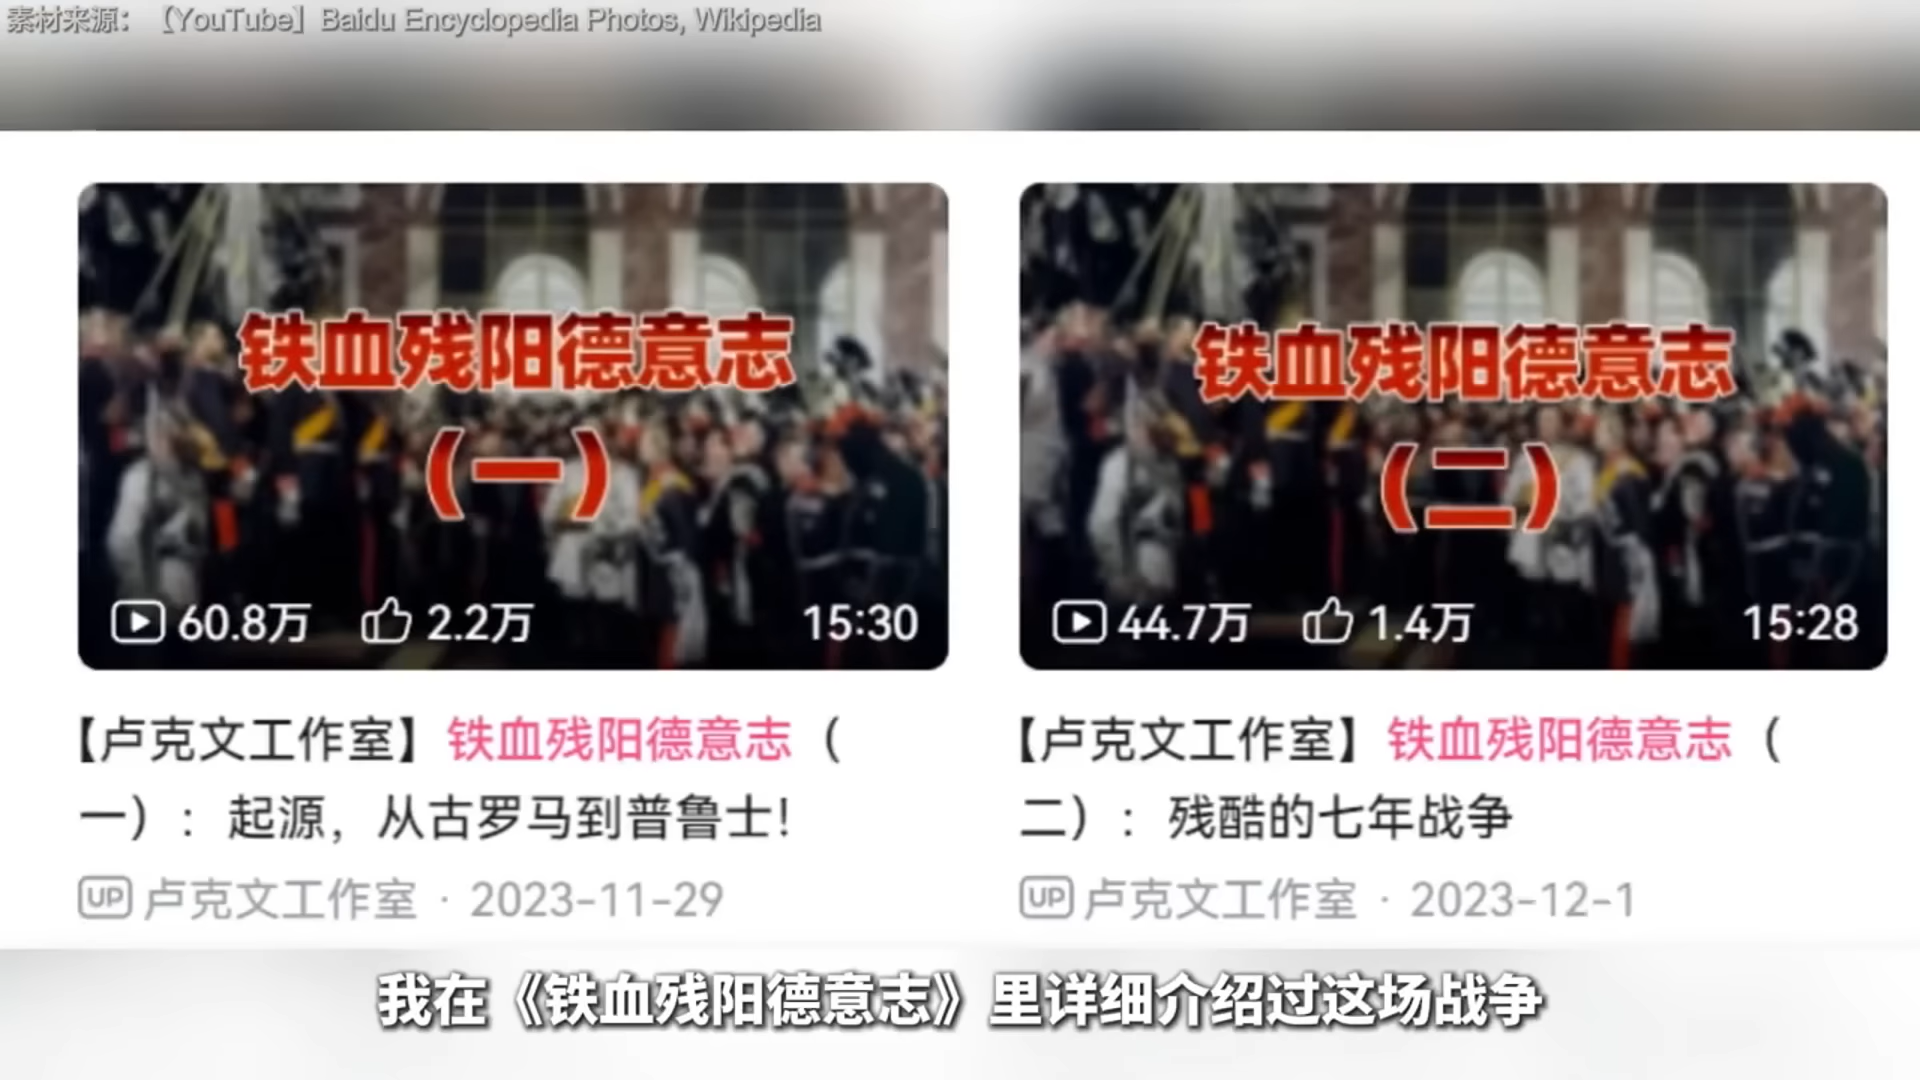 素材来源：【YouTube】Baidu Encyclopedia Photos, Wikipedia
铁血残阳德意志
（一）
60.8万 2.2万 15:30
【卢克文工作室】铁血残阳德意志（
一）：起源，从古罗马到普鲁士！
UP 卢克文工作室 · 2023-11-29
铁血残阳德意志
（二）
44.7万 1.4万 15:28
【卢克文工作室】铁血残阳德意志（
二）：残酷的七年战争
UP 卢克文工作室 · 2023-12-1
我在《铁血残阳德意志》里详细介绍过这场战争